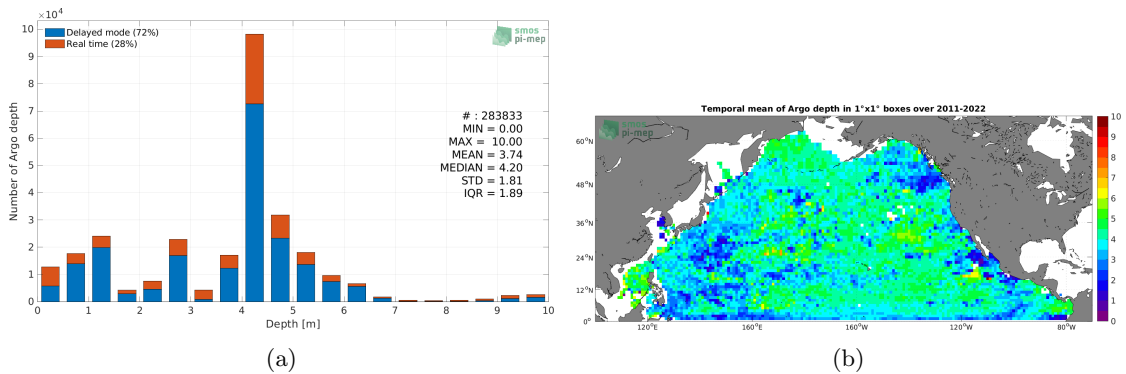 ×10⁴
Delayed mode (72%)
Real time (28%)
smos
pi-mep
10
9
8
7
6
5
4
3
2
1
0
Number of Argo depth
# : 283833
MIN = 0.00
MAX = 10.00
MEAN = 3.74
MEDIAN = 4.20
STD = 1.81
IQR = 1.89
0 1 2 3 4 5 6 7 8 9 10
Depth [m]
(a)
Temporal mean of Argo depth in 1°x1° boxes over 2011-2022
smos
pi-mep
60°N
48°N
36°N
24°N
12°N
0°
120°E 160°E 160°W 120°W 80°W
10
9
8
7
6
5
4
3
2
1
0
(b)